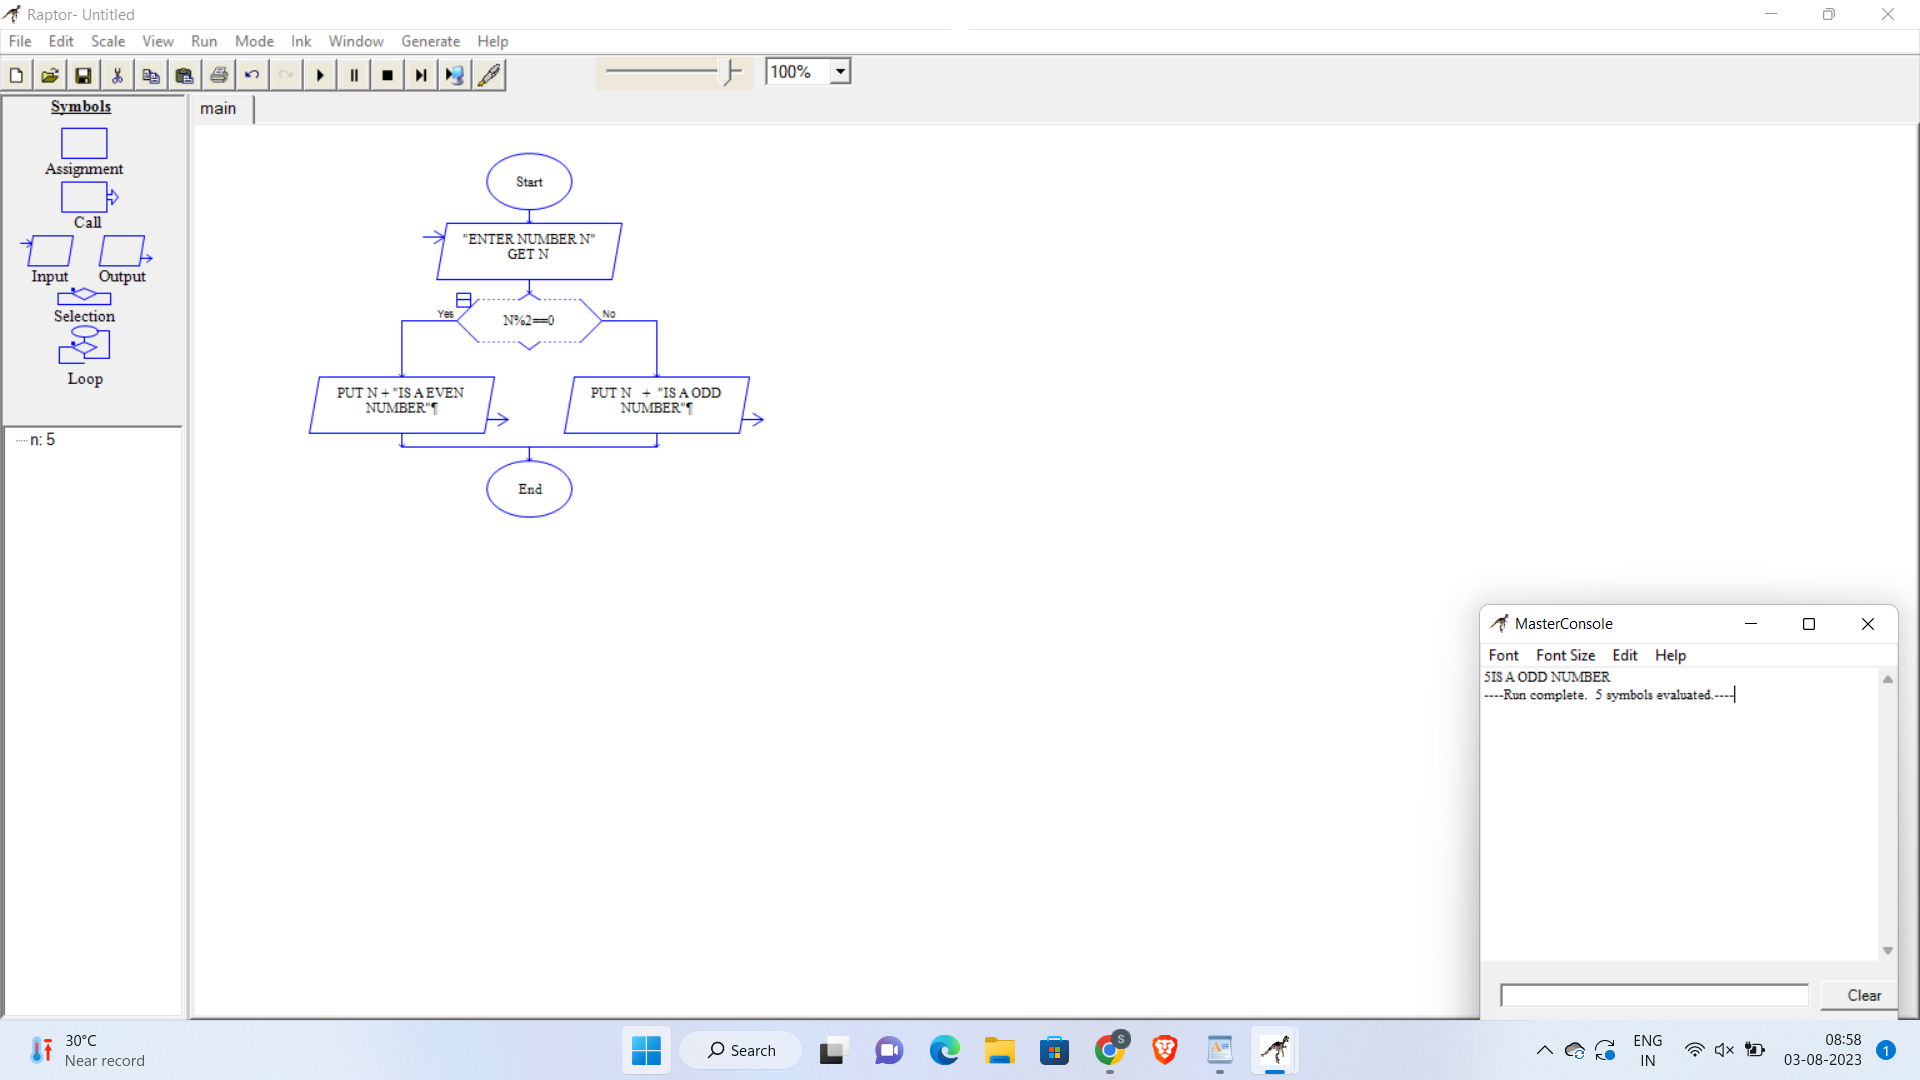 Raptor- Untitled
File Edit Scale View Run Mode Ink Window Generate Help
100%
Symbols
Assignment
Call
Input Output
Selection
Loop
n: 5
main
Start
"ENTER NUMBER N"
GET N
Yes N%2==0 No
PUT N + "IS A EVEN
NUMBER"¶
PUT N + "IS A ODD
NUMBER"¶
End
MasterConsole
Font Font Size Edit Help
5IS A ODD NUMBER
----Run complete. 5 symbols evaluated.----
Clear
30°C
Near record
Search
S
ENG
IN
08:58
03-08-2023
1